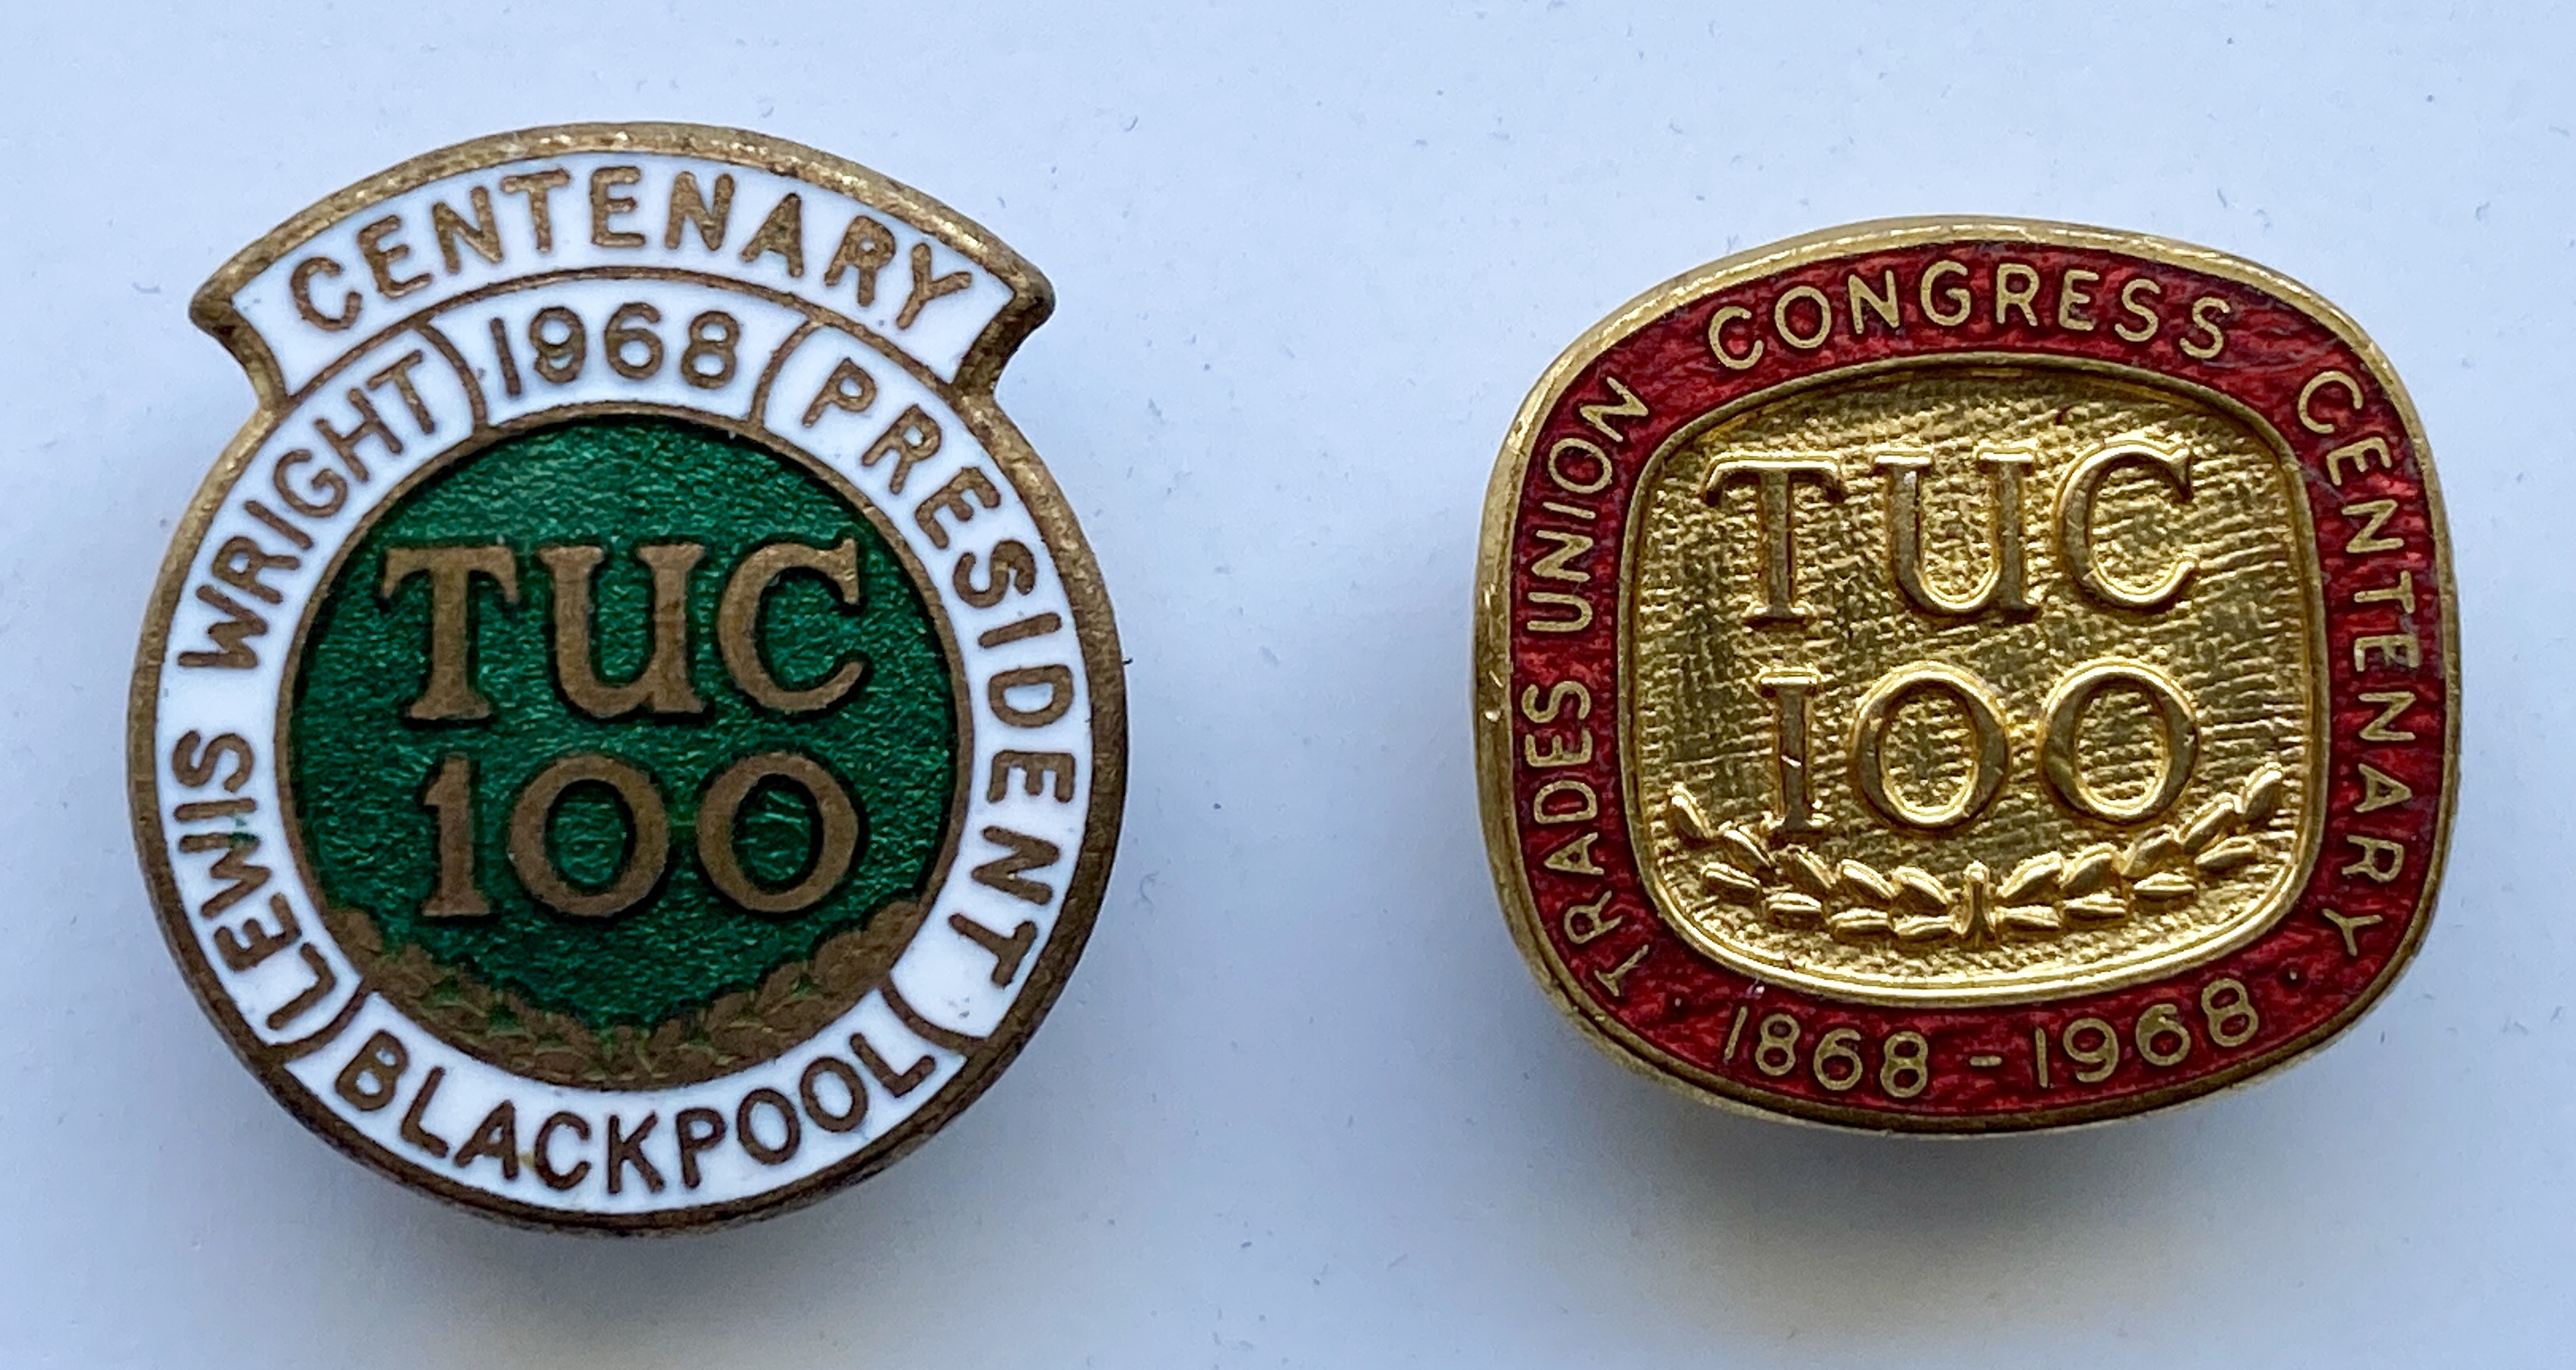 CENTENARY
1968
LEWIS WRIGHT
PRESIDENT
TUC
100
BLACKPOOL
TRADES UNION CONGRESS CENTENARY
TUC
100
· 1868 - 1968 ·